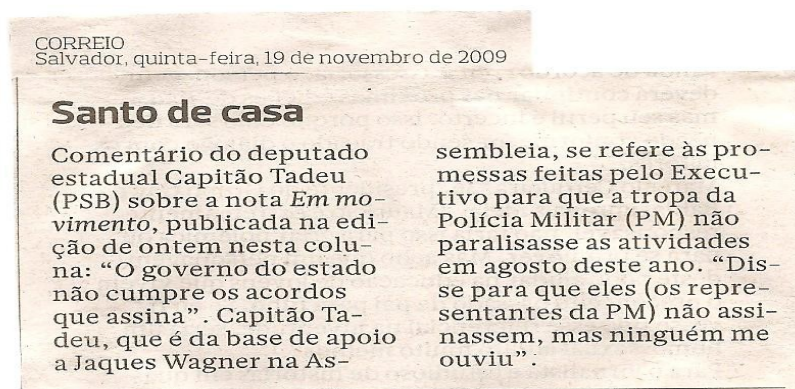 CORREIO
Salvador, quinta-feira, 19 de novembro de 2009
Santo de casa
Comentário do deputado
estadual Capitão Tadeu
(PSB) sobre a nota Em mo-
vimento, publicada na edi-
ção de ontem nesta colu-
na: “O governo do estado
não cumpre os acordos
que assina”. Capitão Ta-
deu, que é da base de apoio
a Jaques Wagner na As-
sembleia, se refere às pro-
messas feitas pelo Execu-
tivo para que a tropa da
Polícia Militar (PM) não
paralisasse as atividades
em agosto deste ano. “Dis-
se para que eles (os repre-
sentantes da PM) não assi-
nassem, mas ninguém me
ouviu”.